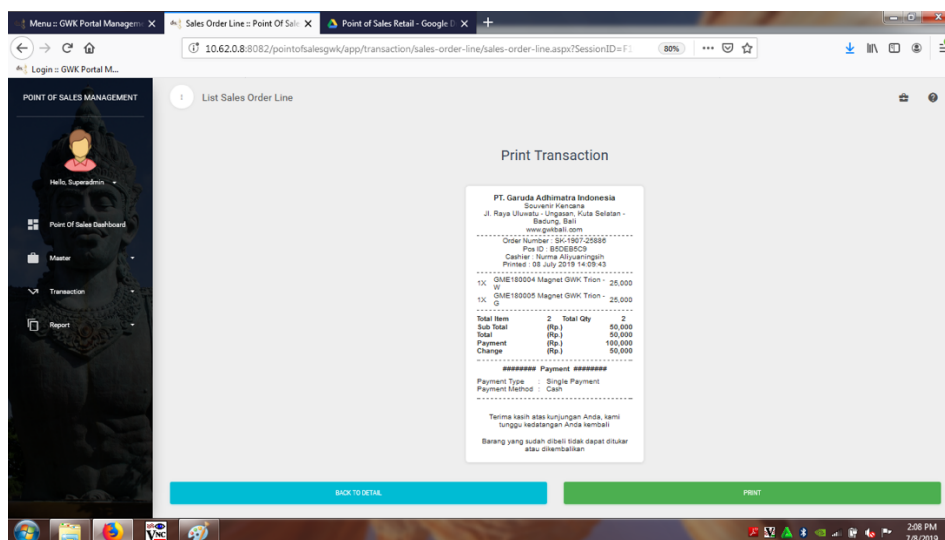 Menu :: GWK Portal Managem
Sales Order Line :: Point Of Sale
Point of Sales Retail - Google D
10.62.0.8:8082/pointofsalesgwk/app/transaction/sales-order-line/sales-order-line.aspx?SessionID=F
80%
Login :: GWK Portal M...
POINT OF SALES MANAGEMENT
List Sales Order Line
Hello, Superadmin
Point Of Sales Dashboard
Master
Transaction
Report
Print Transaction
PT. Garuda Adhimatra Indonesia
Souvenir Kencana
Jl. Raya Uluwatu - Ungasan, Kuta Selatan -
Badung, Bali
www.gwkbali.com
Order Number : SK-1907-25886
Pos ID : B5DEB5C9
Cashier : Nurma Aliyuaningsih
Printed : 08 July 2019 14:09:43
1X GME180004 Magnet GWK Trion - W 25,000
1X GME180005 Magnet GWK Trion - G 25,000
Total Item 2 Total Qty 2
Sub Total (Rp.) 50,000
Total (Rp.) 50,000
Payment (Rp.) 100,000
Change (Rp.) 50,000
######## Payment ########
Payment Type : Single Payment
Payment Method : Cash
Terima kasih atas kunjungan Anda, kami
tunggu kedatangan Anda kembali
Barang yang sudah dibeli tidak dapat ditukar
atau dikembalikan
BACK TO DETAIL
PRINT
VNC
2:08 PM
7/8/2019